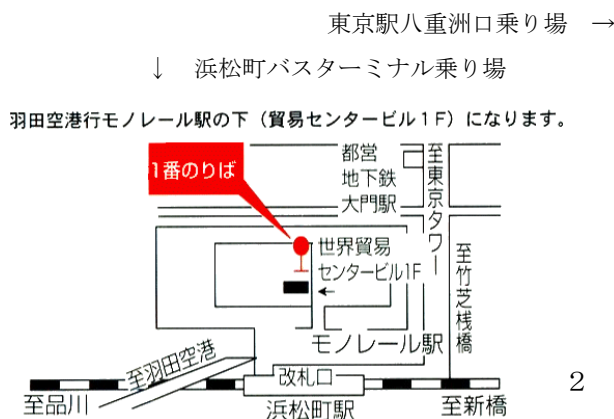 東京駅八重洲口乗り場 →
↓ 浜松町バスターミナル乗り場
羽田空港行モノレール駅の下（貿易センタービル１F）になります。
1番のりば
都営
地下鉄
大門駅
至東京タワー
世界貿易
センタービル1F
←
至竹芝桟橋
モノレール駅
至羽田空港
改札口
至品川
浜松町駅
至新橋
2